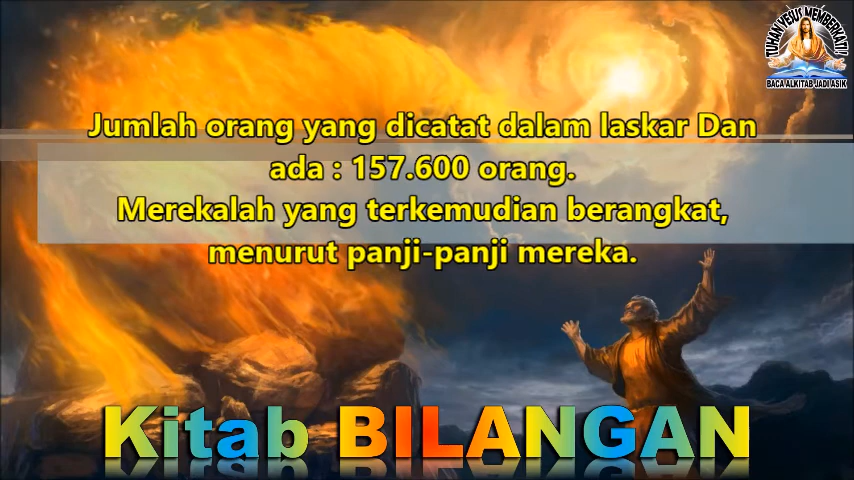 TUHAN YESUS MEMBERKATI!
BACA ALKITAB JADI ASIK
Jumlah orang yang dicatat dalam laskar Dan
ada : 157.600 orang.
Merekalah yang terkemudian berangkat,
menurut panji-panji mereka.
Kitab BILANGAN